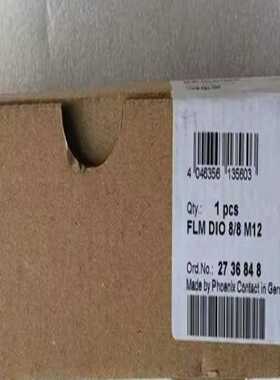 4 046356 135603
Qty.: 1 pcs
FLM DIO 8/8 M12
Ord.No.: 27 36 84 8
Made by Phoenix Contact in Ger